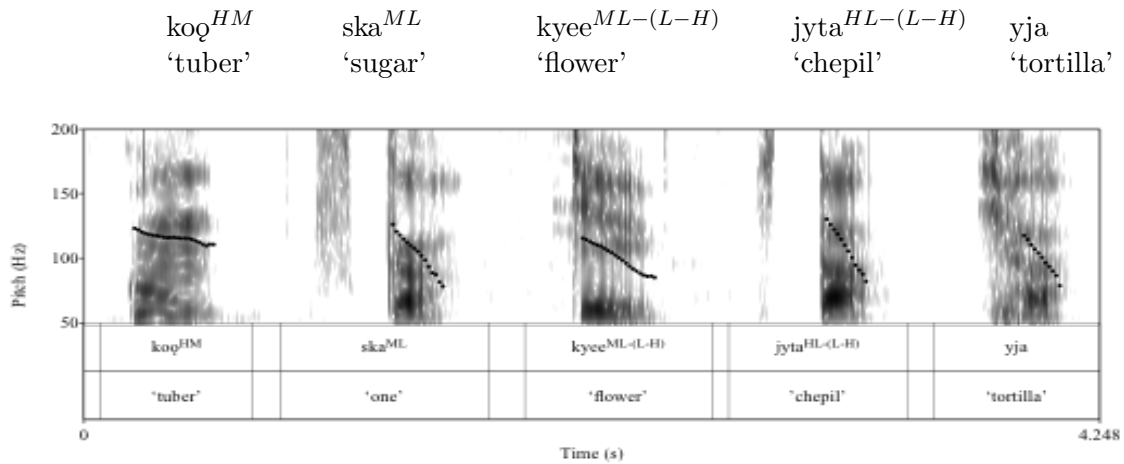 koǫ^HM ska^ML kyee^ML−(L−H) jyta^HL−(L−H) yja
‘tuber’ ‘sugar’ ‘flower’ ‘chepil’ ‘tortilla’
200
150
100
50
Pitch (Hz)
koǫ^HM ska^ML kyee^ML-(L-H) jyta^HL-(L-H) yja
‘tuber’ ‘one’ ‘flower’ ’chepil’ ‘tortilla’
0 4.248
Time (s)